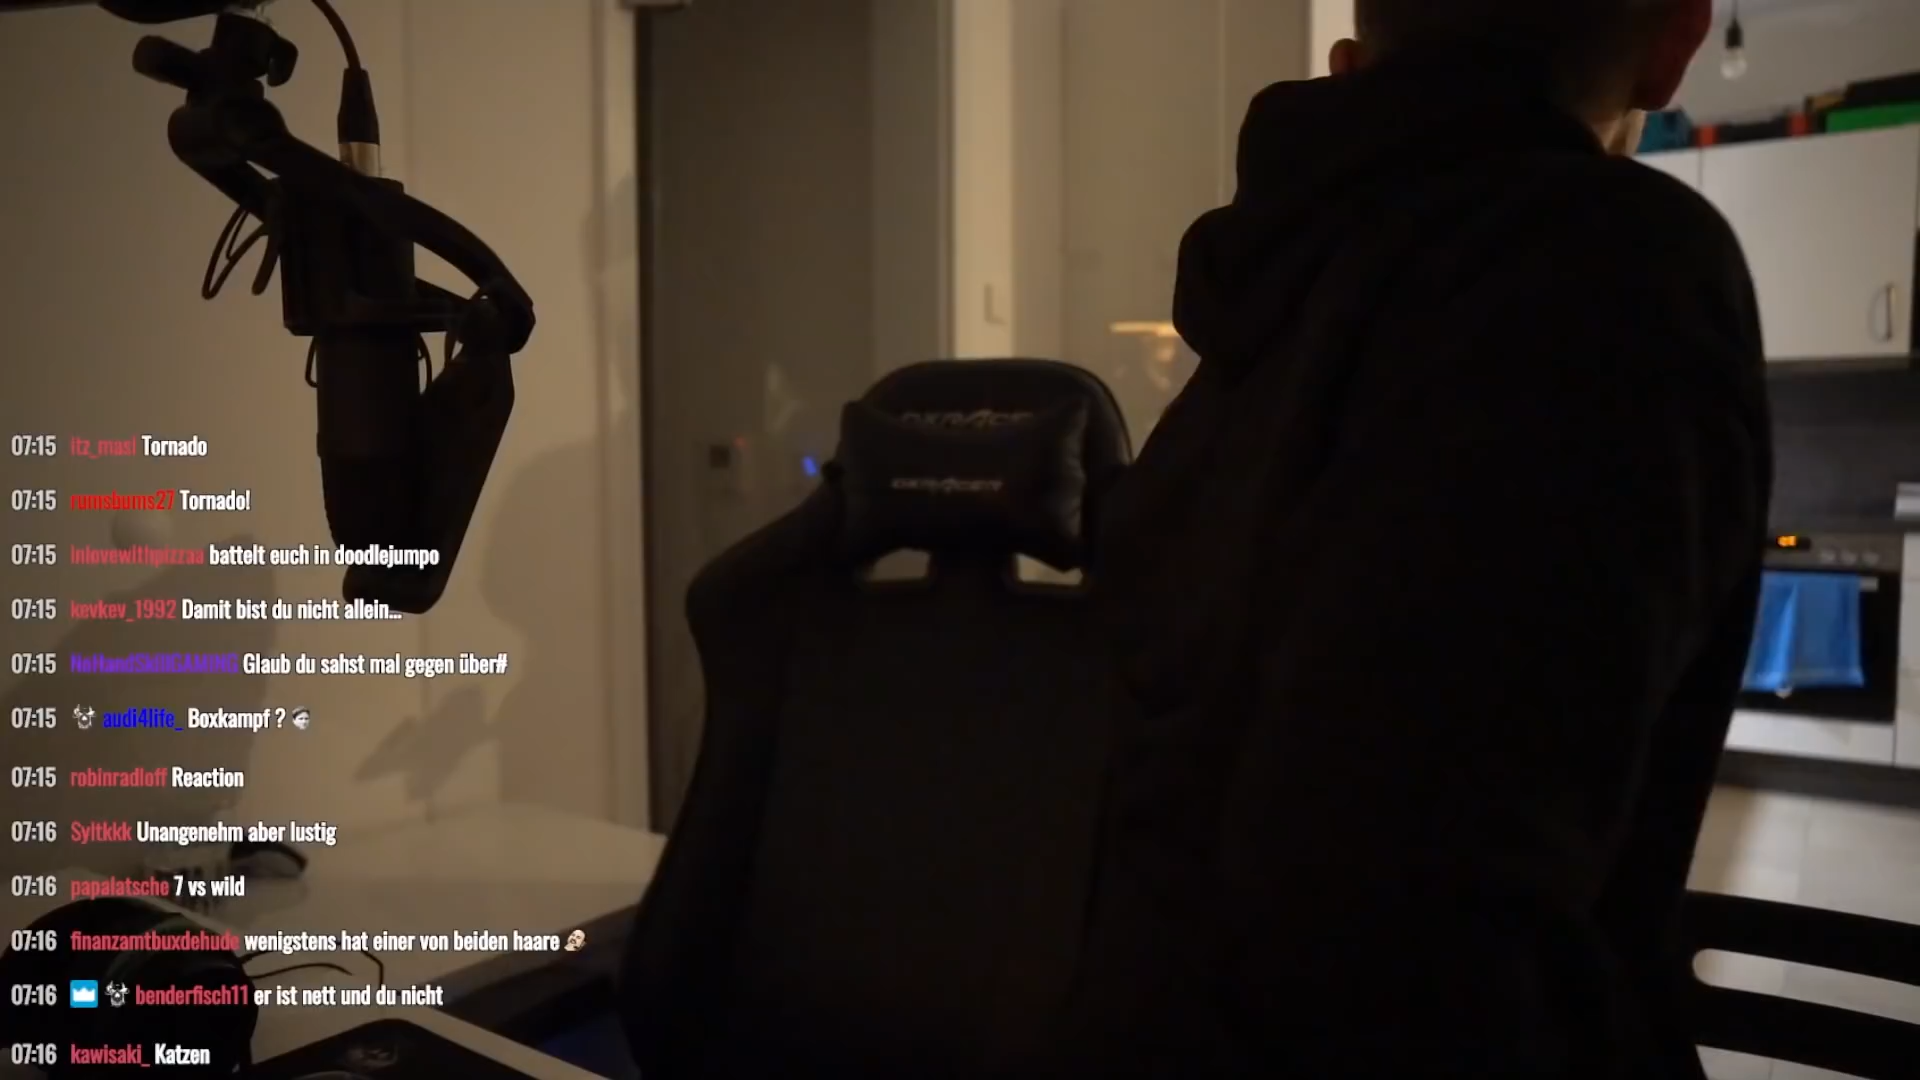 07:15 itz_masl Tornado
07:15 rumsbums27 Tornado!
07:15 inlovewithpizzaa battelt euch in doodlejumpo
07:15 kevkev_1992 Damit bist du nicht allein...
07:15 NoHandSk0llGAMING Glaub du sahst mal gegen über#
07:15 audi4life_ Boxkampf ?
07:15 robinradloff Reaction
07:16 Syltkkk Unangenehm aber lustig
07:16 papalatsche 7 vs wild
07:16 finanzamtbuxdehude wenigstens hat einer von beiden haare
07:16 benderfisch11 er ist nett und du nicht
07:16 kawisaki_ Katzen
DXRACER
DXRACER